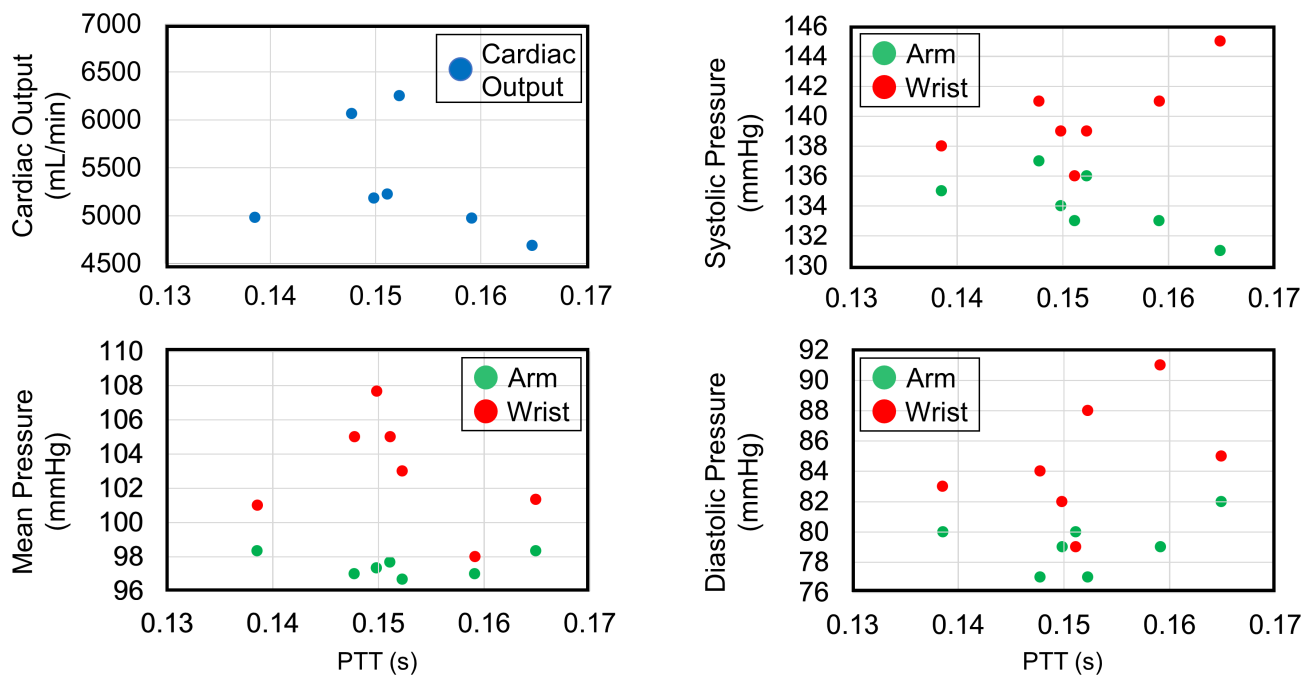 Cardiac Output
(mL/min)
7000
6500
6000
5500
5000
4500
Cardiac
Output
0.13 0.14 0.15 0.16 0.17
Systolic Pressure
(mmHg)
146
144
142
140
138
136
134
132
130
Arm
Wrist
0.13 0.14 0.15 0.16 0.17
Mean Pressure
(mmHg)
110
108
106
104
102
100
98
96
Arm
Wrist
0.13 0.14 0.15 0.16 0.17
PTT (s)
Diastolic Pressure
(mmHg)
92
90
88
86
84
82
80
78
76
Arm
Wrist
0.13 0.14 0.15 0.16 0.17
PTT (s)